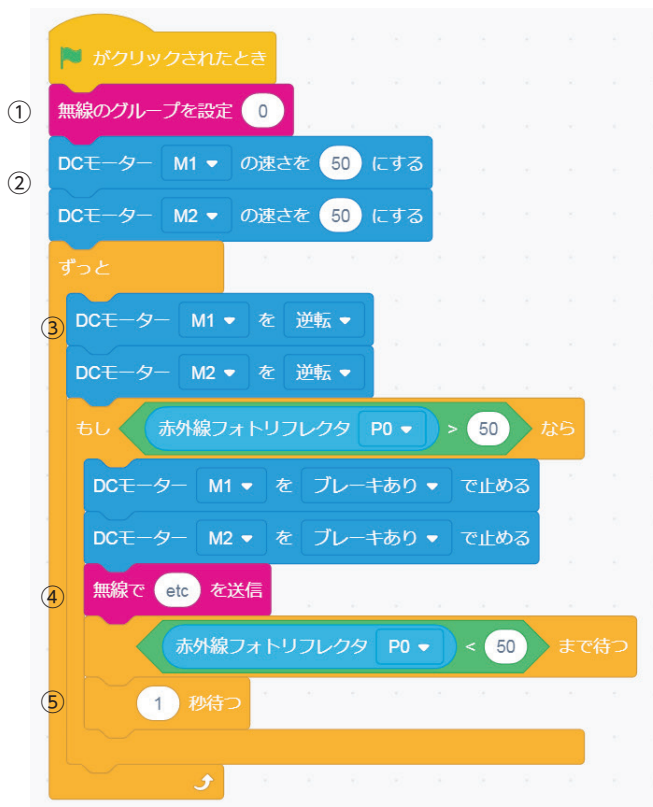 がクリックされたとき
① 無線のグループを設定 0
DCモーター M1 の速さを 50 にする
②
DCモーター M2 の速さを 50 にする
ずっと
③ DCモーター M1 を 逆転
DCモーター M2 を 逆転
もし 赤外線フォトリフレクタ P0 > 50 なら
DCモーター M1 を ブレーキあり で止める
DCモーター M2 を ブレーキあり で止める
④ 無線で etc を送信
赤外線フォトリフレクタ P0 < 50 まで待つ
⑤ 1 秒待つ